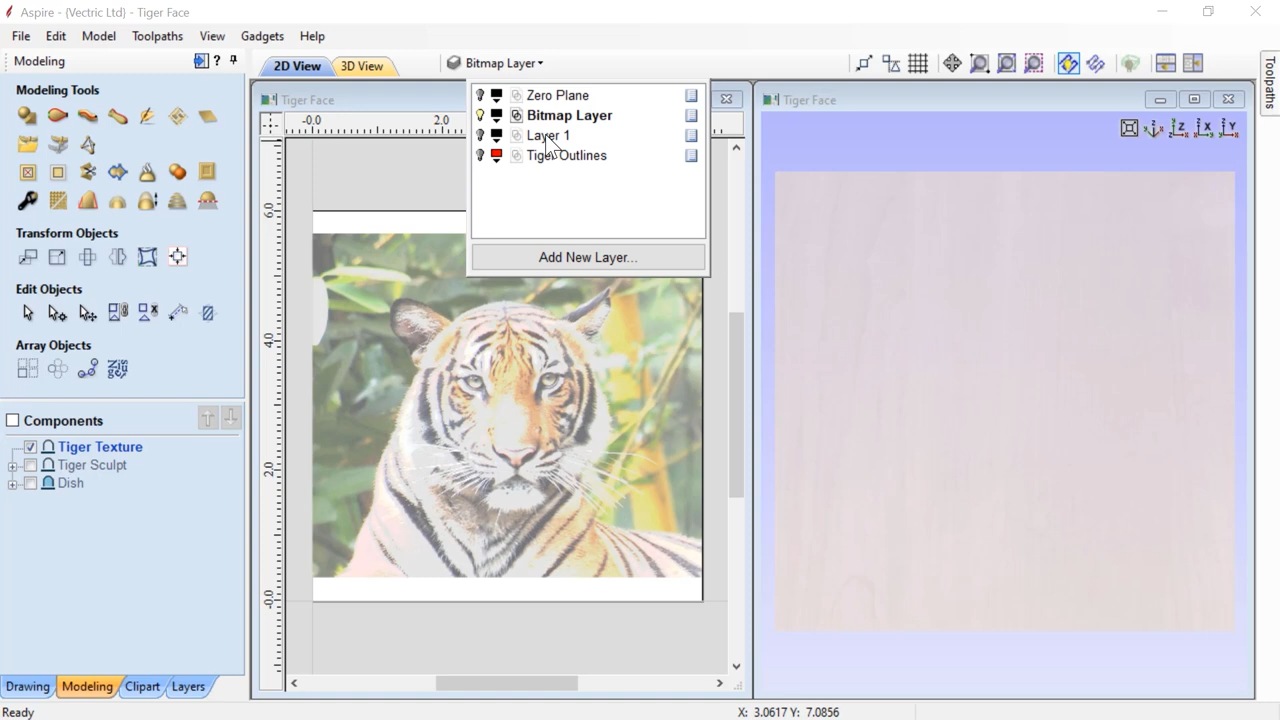 Aspire - (Vectric Ltd) - Tiger Face
File Edit Model Toolpaths View Gadgets Help
Modeling ?
2D View 3D View Bitmap Layer
Toolpaths
Modeling Tools
Transform Objects
Edit Objects
Array Objects
Components
Tiger Texture
Tiger Sculpt
Dish
Drawing Modeling Clipart Layers
Tiger Face
-0.0 2.0
6.0
4.0
2.0
-0.0
Zero Plane
Bitmap Layer
Layer 1
Tiger Outlines
Add New Layer...
Tiger Face
Z X Y
Ready X: 3.0617 Y: 7.0856